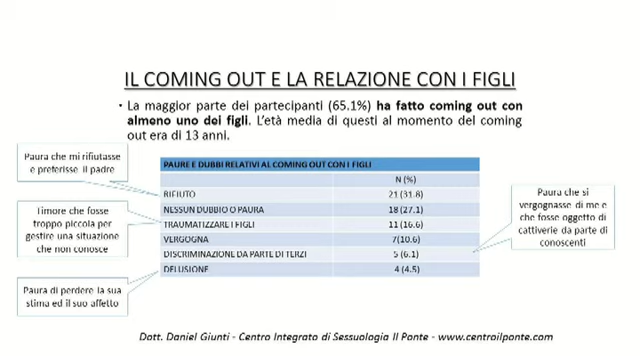 IL COMING OUT E LA RELAZIONE CON I FIGLI
• La maggior parte dei partecipanti (65.1%) ha fatto coming out con
almeno uno dei figli. L'età media di questi al momento del coming
out era di 13 anni.
Paura che mi rifiutasse
e preferisse il padre
Timore che fosse
troppo piccola per
gestire una situazione
che non conosce
Paura di perdere la sua
stima ed il suo affetto
PAURE E DUBBI RELATIVI AL COMING OUT CON I FIGLI
N (%)
RIFIUTO 21 (31.8)
NESSUN DUBBIO O PAURA 18 (27.1)
TRAUMATIZZARE I FIGLI 11 (16.6)
VERGOGNA 7(10.6)
DISCRIMINAZIONE DA PARTE DI TERZI 5 (6.1)
DELUSIONE 4 (4.5)
Paura che si
vergognasse di me e
che fosse oggetto di
cattiverie da parte di
conoscenti
Dott. Daniel Giunti - Centro Integrato di Sessuologia Il Ponte - www.centroilponte.com